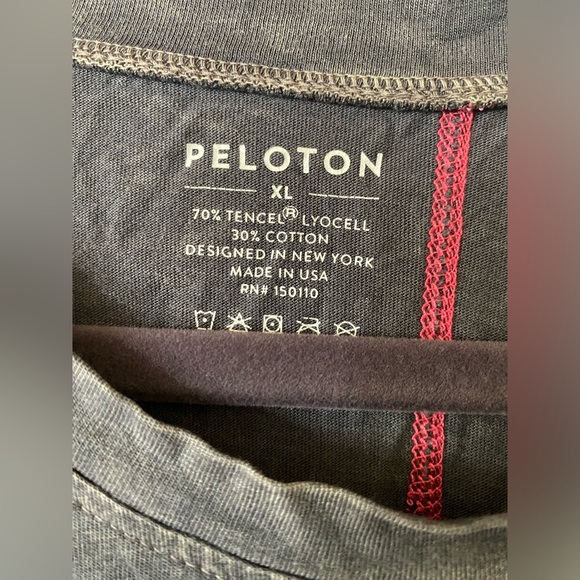 PELOTON
XL
70% TENCEL® LYOCELL
30% COTTON
DESIGNED IN NEW YORK
MADE IN USA
RN# 150110